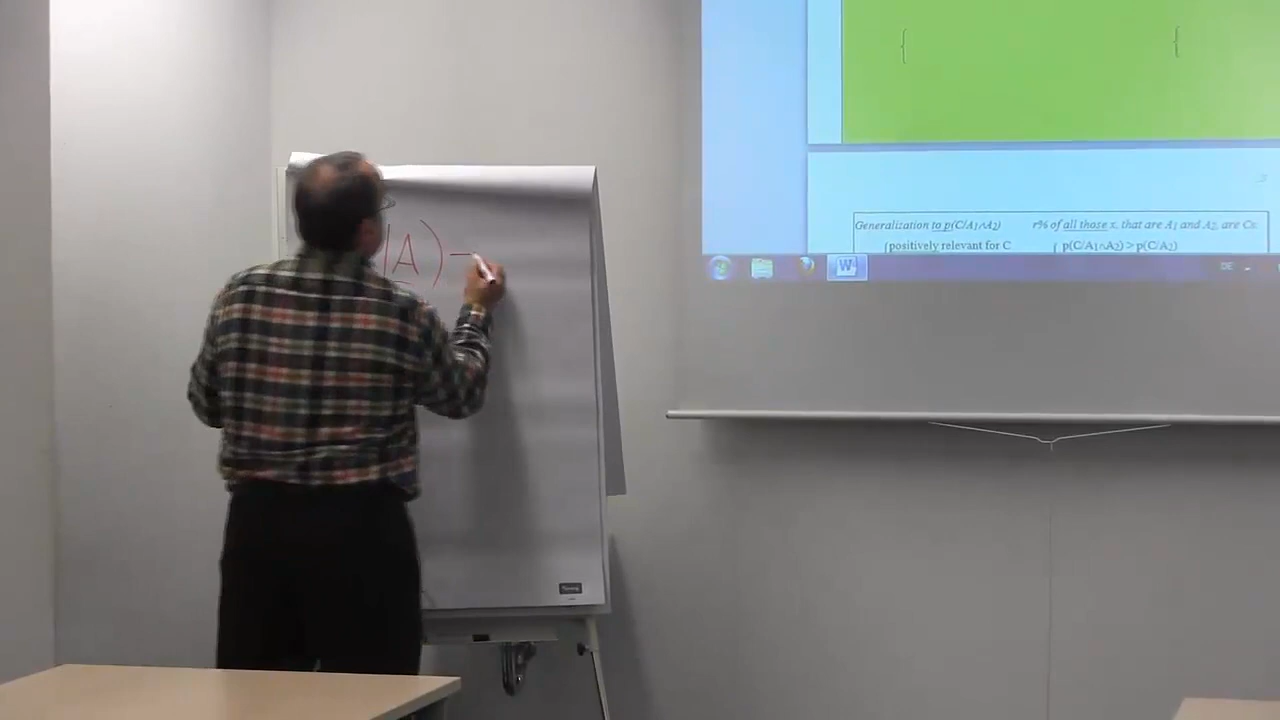 (A) —
Generalization to p(C/A₁∧A₂) r% of all those x, that are A₁ and A₂, are Cx
{positively relevant for C { p(C/A₁∧A₂) > p(C/A₂)
DE